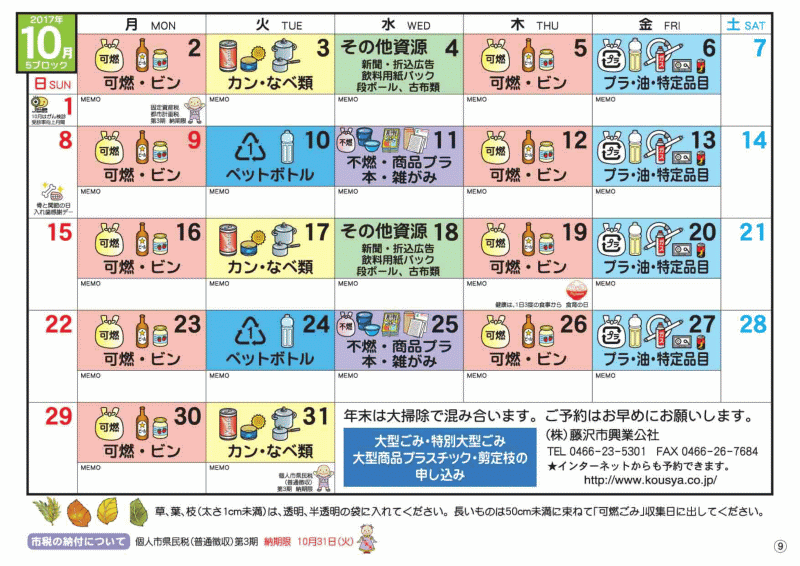 2017年
10月
5ブロック
月 MON
火 TUE
水 WED
木 THU
金 FRI
土 SAT
日 SUN
可燃
2
可燃・ビン
3
カン・なべ類
その他資源 4
新聞・折込広告
飲料用紙パック
段ボール、古布類
可燃
5
可燃・ビン
プラ
6
プラ・油・特定品目
7
1
10月はがん検診
受診率向上月間
MEMO
MEMO
固定資産税
都市計画税
第3期 納期限
MEMO
MEMO
MEMO
8
可燃
9
可燃・ビン
1
10
ペットボトル
不燃
11
不燃・商品プラ
本・雑がみ
可燃
12
可燃・ビン
プラ
13
プラ・油・特定品目
14
骨と関節の日
入れ歯感謝デー
MEMO
MEMO
MEMO
MEMO
MEMO
15
可燃
16
可燃・ビン
17
カン・なべ類
その他資源 18
新聞・折込広告
飲料用紙パック
段ボール、古布類
可燃
19
可燃・ビン
プラ
20
プラ・油・特定品目
21
MEMO
MEMO
MEMO
MEMO
健康は、1日3回の食事から 食育の日
MEMO
22
可燃
23
可燃・ビン
1
24
ペットボトル
不燃
25
不燃・商品プラ
本・雑がみ
可燃
26
可燃・ビン
プラ
27
プラ・油・特定品目
28
MEMO
MEMO
MEMO
MEMO
MEMO
29
可燃
30
可燃・ビン
31
カン・なべ類
MEMO
MEMO
個人市県民税
(普通徴収)
第3期 納期限
年末は大掃除で混み合います。ご予約はお早めにお願いします。
大型ごみ・特別大型ごみ
大型商品プラスチック・剪定枝の
申し込み
(株)藤沢市興業公社
TEL 0466-23-5301 FAX 0466-26-7684
★インターネットからも予約できます。
http://www.kousya.co.jp/
草、葉、枝(太さ1cm未満)は、透明、半透明の袋に入れてください。長いものは50cm未満に束ねて「可燃ごみ」収集日に出してください。
市税の納付について 個人市県民税(普通徴収)第3期 納期限 10月31日(火)
9